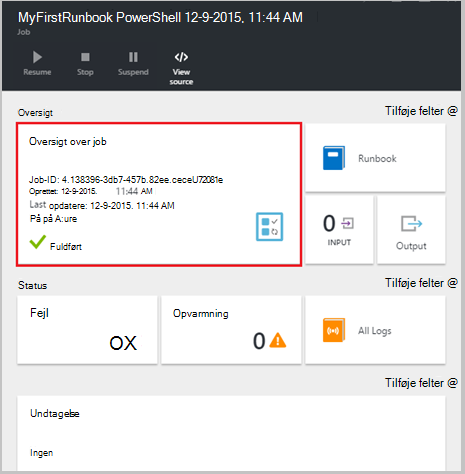 MyFirstRunbook PowerShell 12-9-2015, 11:44 AM
Job
Resume
Stop
Suspend
View
source
Oversigt
Tilføje felter @
Oversigt over job
Job-ID: 4.138396-3db7-457b.82ee.ceceU72081e
Oprettet: 12-9-2015. 11:44 AM
Last opdatere: 12-9-2015. 11:44 AM
På på A:ure
Fuldført
Runbook
0
INPUT
Output
Status
Tilføje felter @
Fejl
OX
Opvarmning
0
All Logs
Tilføje felter @
Undtagelse
Ingen